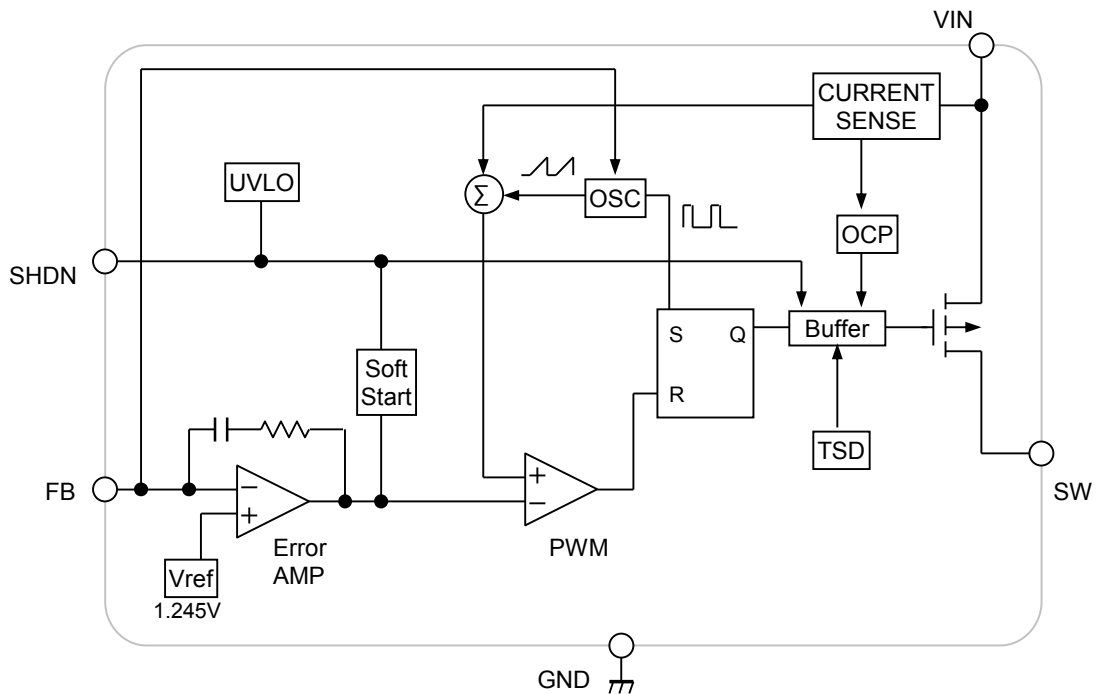 VIN
CURRENT
SENSE
UVLO
Σ
OSC
OCP
SHDN
S
Q
Buffer
Soft
Start
R
TSD
FB
−
+
+
−
SW
Error
AMP
PWM
Vref
1.245V
GND